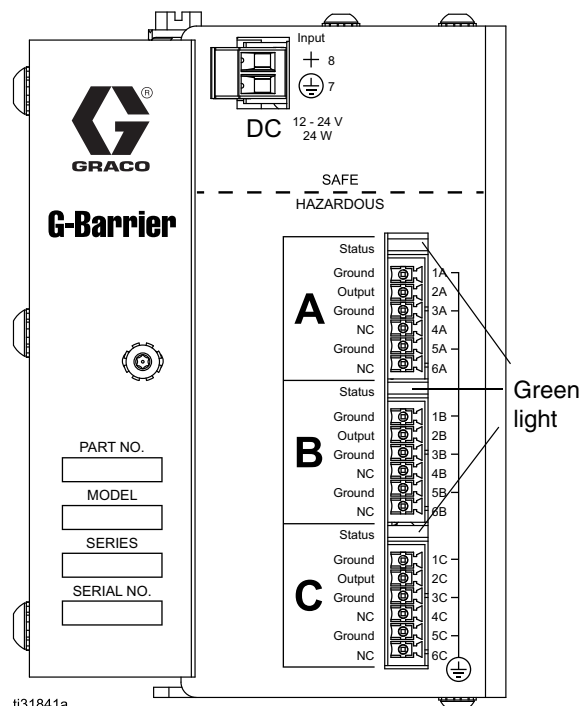 Input
+ 8
7
DC 12 - 24 V
24 W
®
GRACO
SAFE
HAZARDOUS
G-Barrier
A
Status
Ground 1A
Output 2A
Ground 3A
NC 4A
Ground 5A
NC 6A
B
Status
Ground 1B
Output 2B
Ground 3B
NC 4B
Ground 5B
NC 6B
C
Status
Ground 1C
Output 2C
Ground 3C
NC 4C
Ground 5C
NC 6C
Green
light
PART NO.
MODEL
SERIES
SERIAL NO.
ti31841a